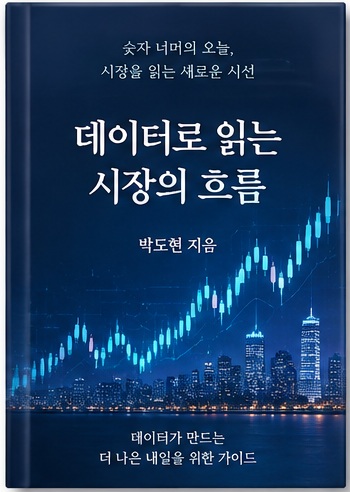 숫자 너머의 오늘,
시장을 읽는 새로운 시선
데이터로 읽는
시장의 흐름
박도현 지음
데이터가 만드는
더 나은 내일을 위한 가이드